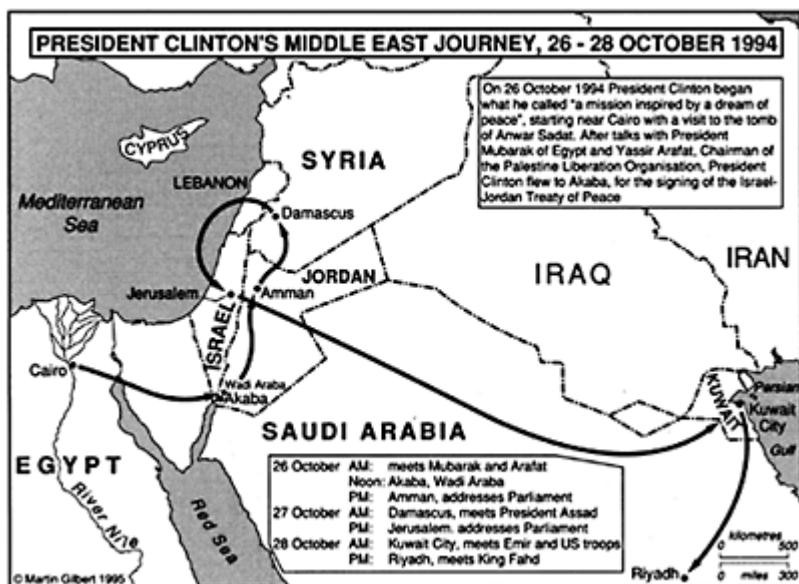 PRESIDENT CLINTON'S MIDDLE EAST JOURNEY, 26 - 28 OCTOBER 1994
On 26 October 1994 President Clinton began
what he called "a mission inspired by a dream of
peace", starting near Cairo with a visit to the tomb
of Anwar Sadat. After talks with President
Mubarak of Egypt and Yassir Arafat, Chairman of
the Palestine Liberation Organisation, President
Clinton flew to Akaba, for the signing of the Israel-
Jordan Treaty of Peace
CYPRUS
SYRIA
LEBANON
Mediterranean
Sea
Damascus
IRAQ
IRAN
JORDAN
Jerusalem
Amman
ISRAEL
Cairo
Wadi Araba
Akaba
KUWAIT
Persian
Gulf
Kuwait
City
SAUDI ARABIA
EGYPT
River Nile
Red Sea
26 October AM: meets Mubarak and Arafat
Noon: Akaba, Wadi Araba
PM: Amman, addresses Parliament
27 October AM: Damascus, meets President Assad
PM: Jerusalem. addresses Parliament
28 October AM: Kuwait City, meets Emir and US troops
PM: Riyadh, meets King Fahd
Riyadh
0 kilometres 500
0 miles 300
© Martin Gilbert 1995